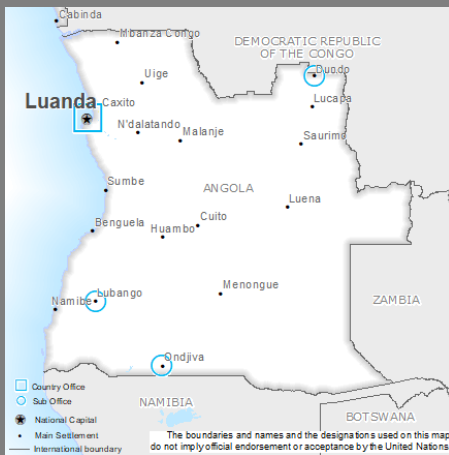 Cabinda
Mbanza Congo
DEMOCRATIC REPUBLIC
OF THE CONGO
Dundo
Uige
Luanda
Caxito
Lucapa
N'dalatando
Malanje
Saurimo
Sumbe
ANGOLA
Luena
Benguela
Cuito
Huambo
Menongue
Lubango
Namibe
ZAMBIA
Ondjiva
Country Office
Sub Office
National Capital
Main Settlement
International boundary
NAMIBIA
BOTSWANA
The boundaries and names and the designations used on this map
do not imply official endorsement or acceptance by the United Nations